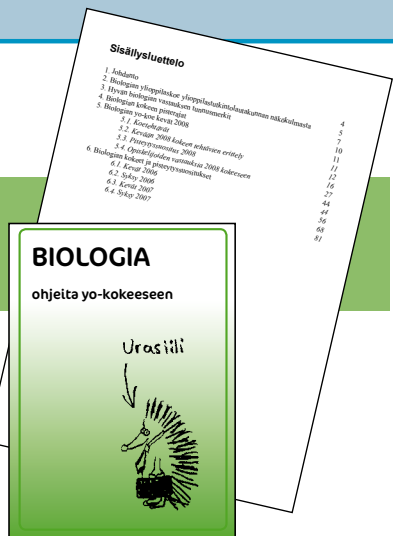 Sisällysluettelo
1. Johdanto 4
2. Biologian ylioppilaskoe ylioppilastutkintolautakunnan näkökulmasta 5
3. Hyvän biologian vastauksen tunnusmerkit 7
4. Biologian kokeen pisterajat 10
5. Biologian yo-koe kevät 2008 11
5.1. Koetehtävät 11
5.2. Kevään 2008 kokeen tehtävien erittely 12
5.3. Pisteytyssuositus 2008 16
5.4. Opiskelijoiden vastauksia 2008 kokeeseen 27
6. Biologian kokeet ja pisteytyssuositukset 44
6.1. Kevät 2006 44
6.2. Syksy 2006 56
6.3. Kevät 2007 68
6.4. Syksy 2007 81
BIOLOGIA
ohjeita yo-kokeeseen
Urasiili